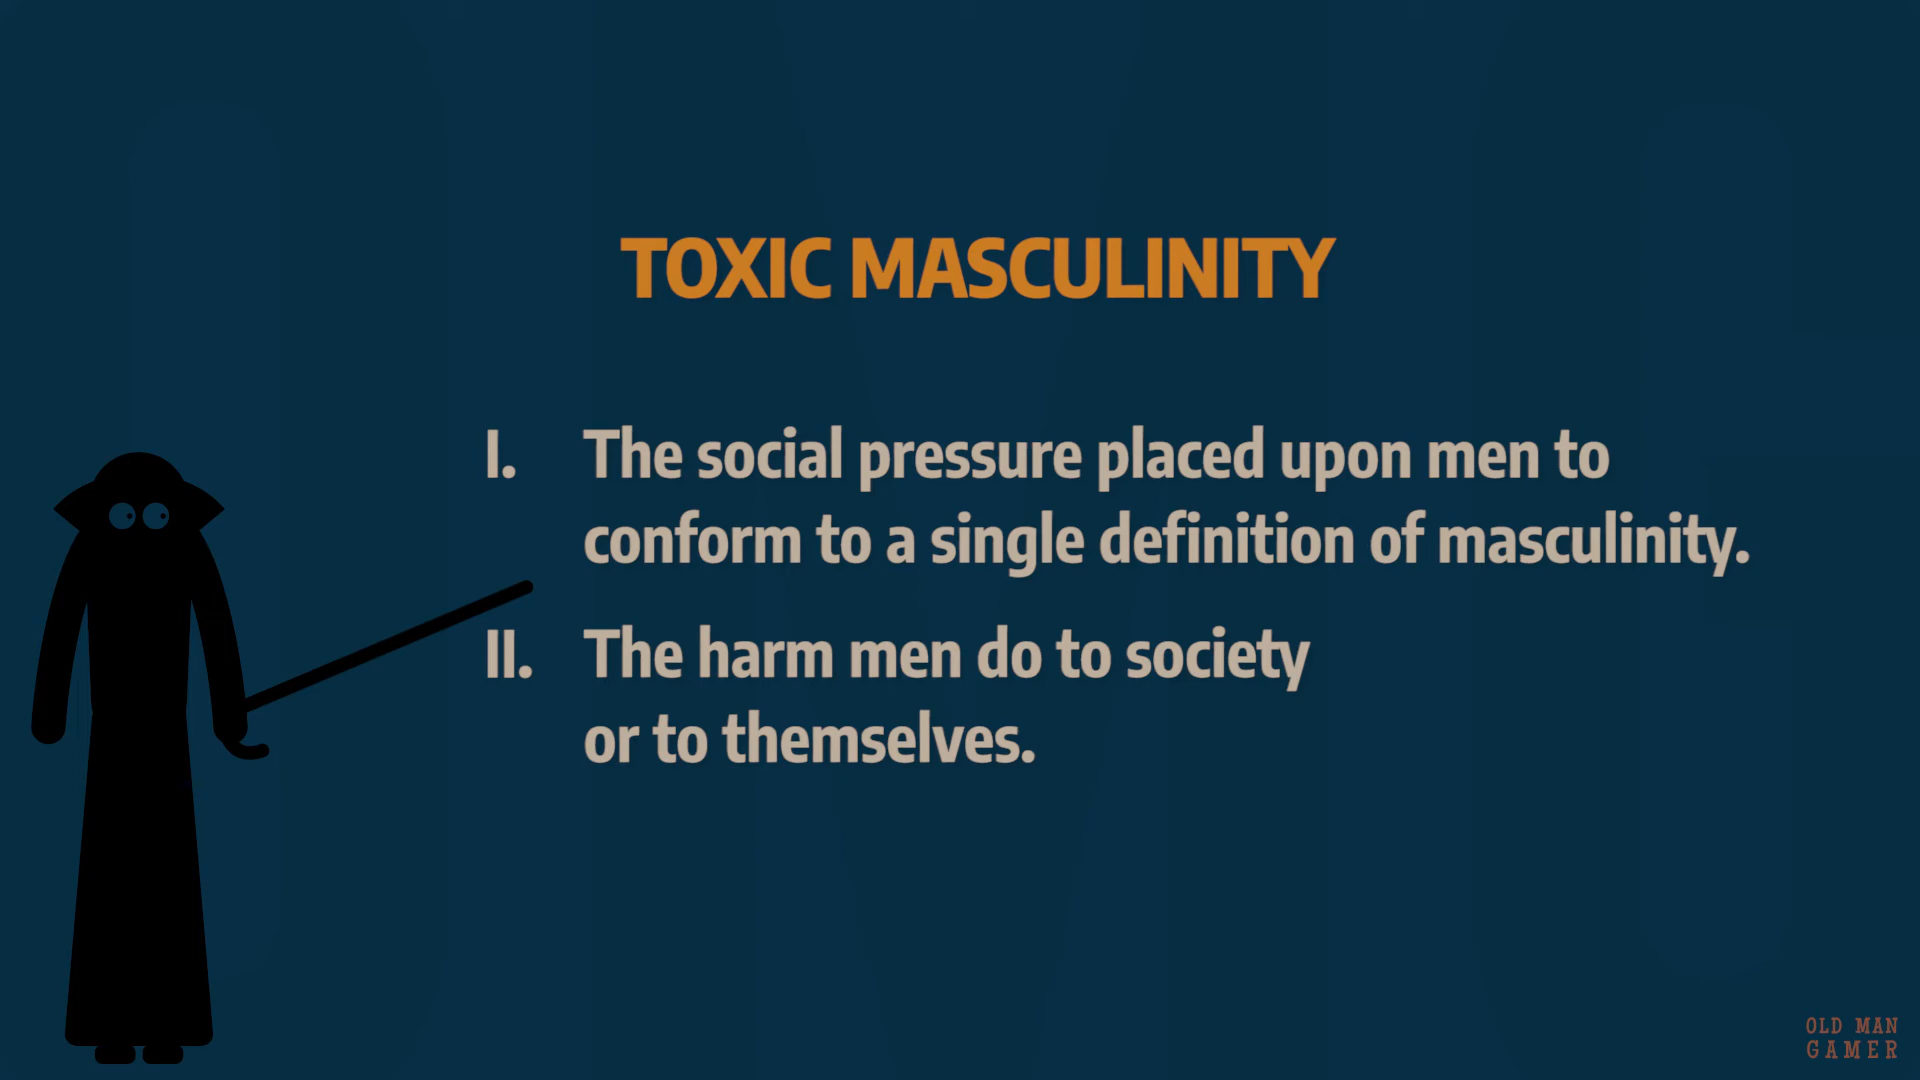 TOXIC MASCULINITY
I. The social pressure placed upon men to
conform to a single definition of masculinity.
II. The harm men do to society
or to themselves.
OLD MAN
GAMER